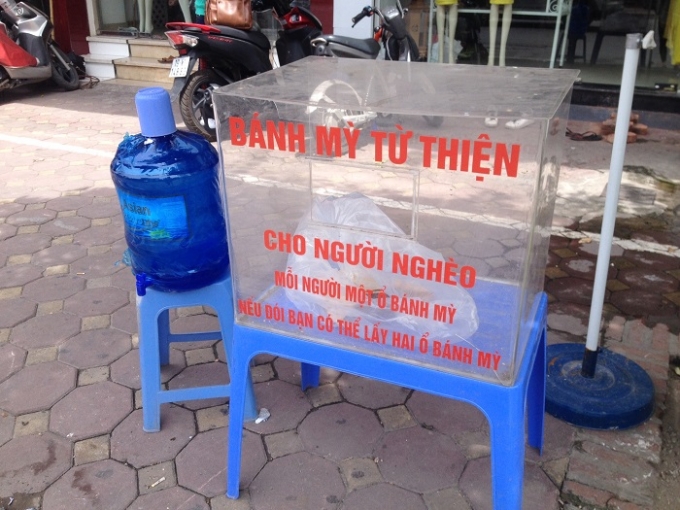 BÁNH MỲ TỪ THIỆN
CHO NGƯỜI NGHÈO
MỖI NGƯỜI MỘT Ổ BÁNH MỲ
NẾU ĐÓI BẠN CÓ THỂ LẤY HAI Ổ BÁNH MỲ